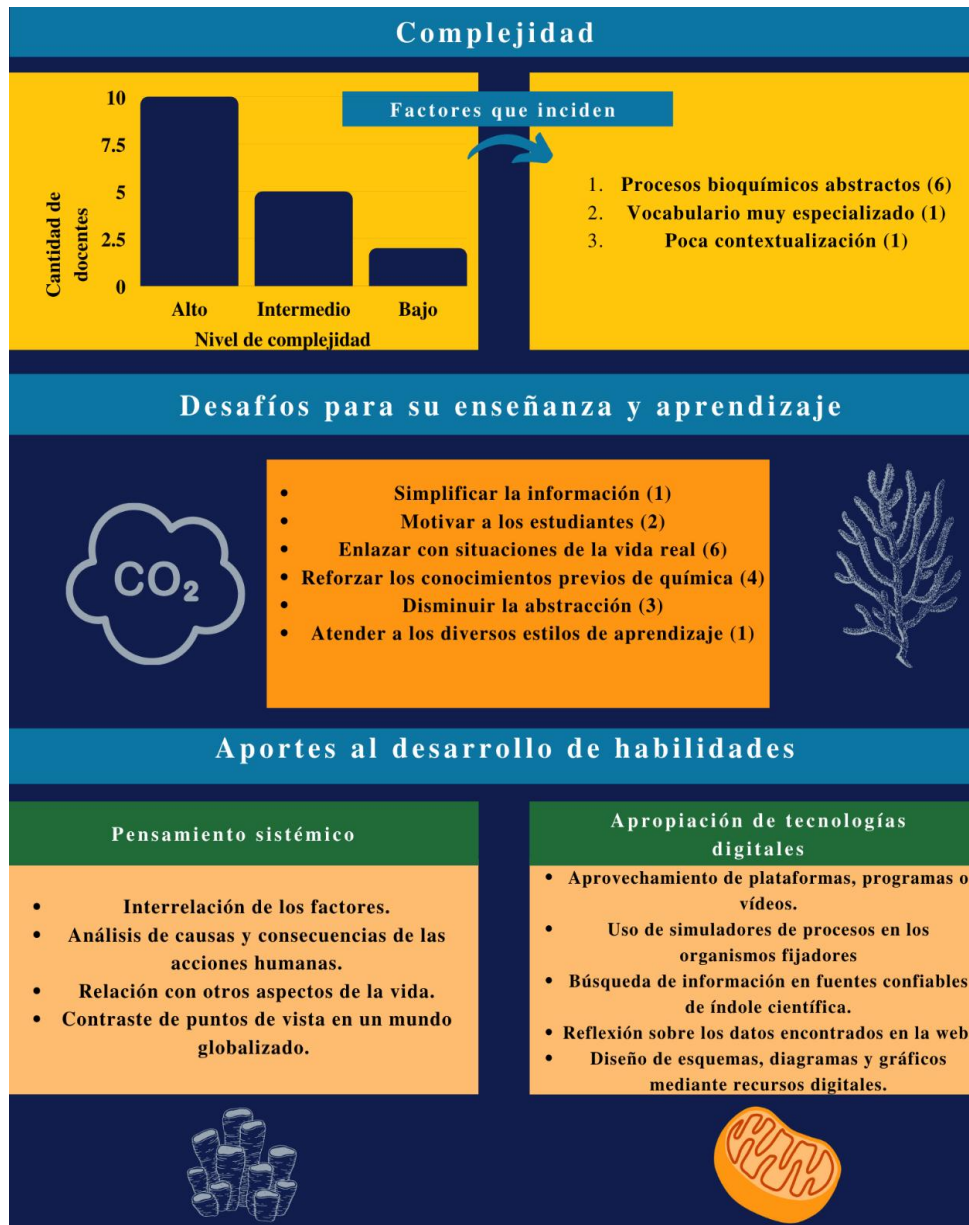 Complejidad
10
7.5
5
2.5
0
Cantidad de
docentes
Alto
Intermedio
Bajo
Nivel de complejidad
Factores que inciden
1. Procesos bioquímicos abstractos (6)
2. Vocabulario muy especializado (1)
3. Poca contextualización (1)
Desafíos para su enseñanza y aprendizaje
CO₂
• Simplificar la información (1)
• Motivar a los estudiantes (2)
• Enlazar con situaciones de la vida real (6)
• Reforzar los conocimientos previos de química (4)
• Disminuir la abstracción (3)
• Atender a los diversos estilos de aprendizaje (1)
Aportes al desarrollo de habilidades
Pensamiento sistémico
• Interrelación de los factores.
• Análisis de causas y consecuencias de las
acciones humanas.
• Relación con otros aspectos de la vida.
• Contraste de puntos de vista en un mundo
globalizado.
Apropiación de tecnologías
digitales
• Aprovechamiento de plataformas, programas o
vídeos.
• Uso de simuladores de procesos en los
organismos fijadores
• Búsqueda de información en fuentes confiables
de índole científica.
• Reflexión sobre los datos encontrados en la web
• Diseño de esquemas, diagramas y gráficos
mediante recursos digitales.